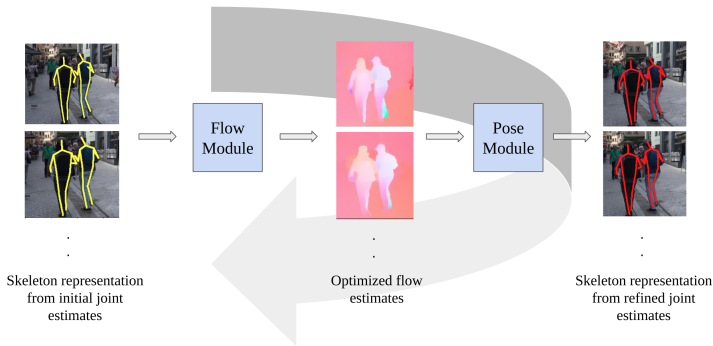 Flow
Module
Pose
Module
Skeleton representation
from initial joint
estimates
Optimized flow
estimates
Skeleton representation
from refined joint
estimates